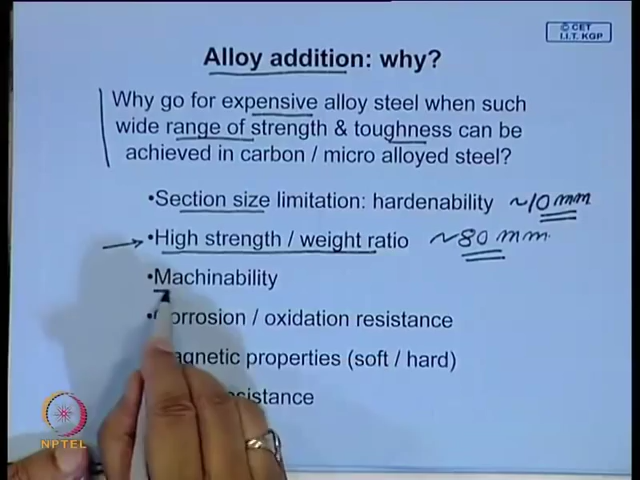 © CET
I.I.T. KGP
Alloy addition: why?
Why go for expensive alloy steel when such
wide range of strength & toughness can be
achieved in carbon / micro alloyed steel?
•Section size limitation: hardenability ~10 mm
•High strength / weight ratio ~80 mm
•Machinability
•orrosion / oxidation resistance
agnetic properties (soft / hard)
sistance
NPTEL